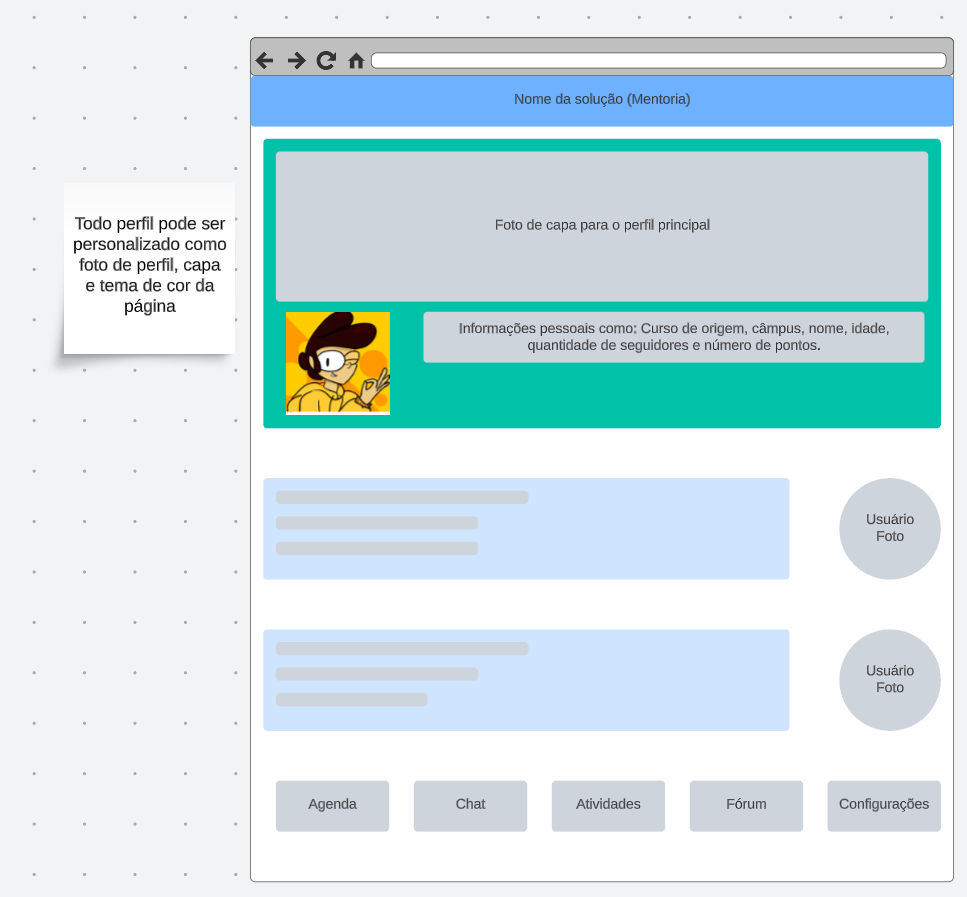 Nome da solução (Mentoria)
Todo perfil pode ser
personalizado como
foto de perfil, capa
e tema de cor da
página
Foto de capa para o perfil principal
Informações pessoais como: Curso de origem, câmpus, nome, idade,
quantidade de seguidores e número de pontos.
Usuário
Foto
Usuário
Foto
Agenda
Chat
Atividades
Fórum
Configurações